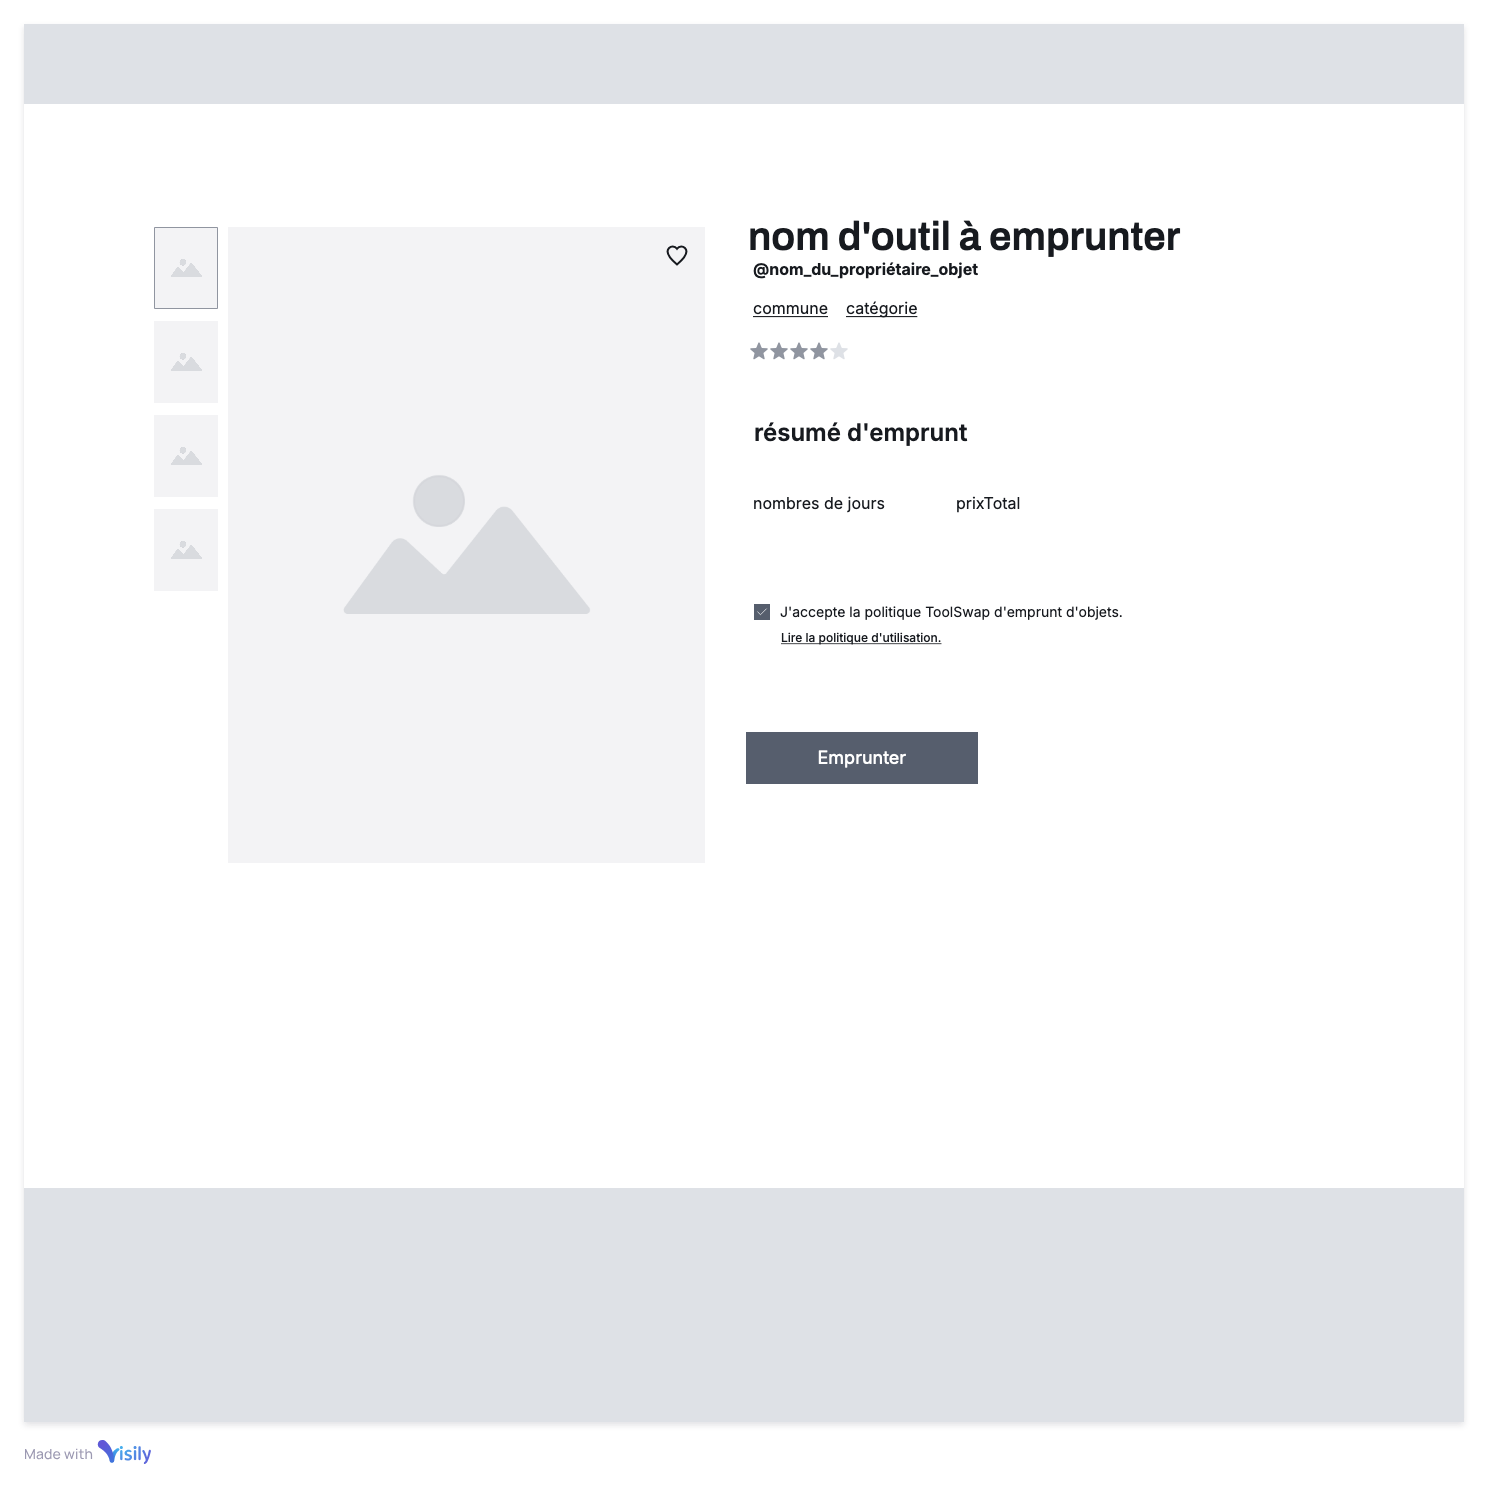 nom d'outil à emprunter
@nom_du_propriétaire_objet
commune catégorie
résumé d'emprunt
nombres de jours prixTotal
J'accepte la politique ToolSwap d'emprunt d'objets.
Lire la politique d'utilisation.
Emprunter
Made with Visily